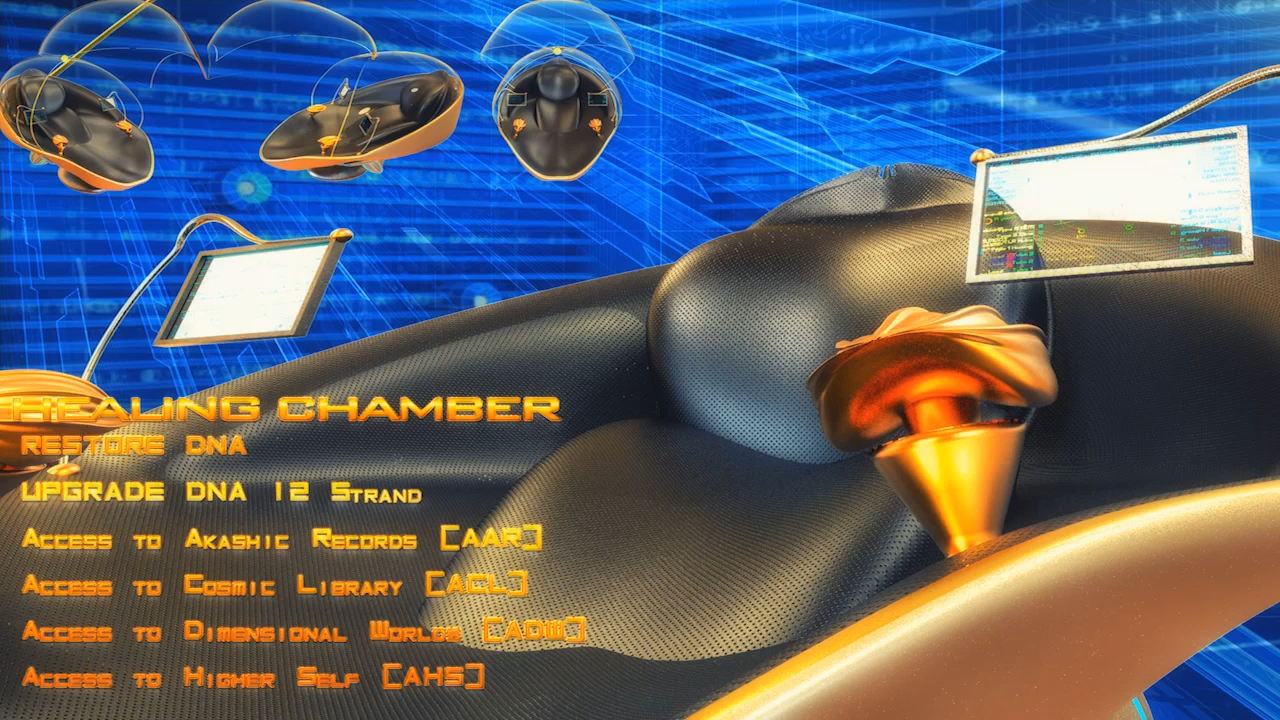 HEALING CHAMBER
RESTORE DNA
UPGRADE DNA 12 Strand
Access to Akashic Records [AAR]
Access to Cosmic Library [ACL]
Access to Dimensional Worlds [ADW]
Access to Higher Self [AHS]